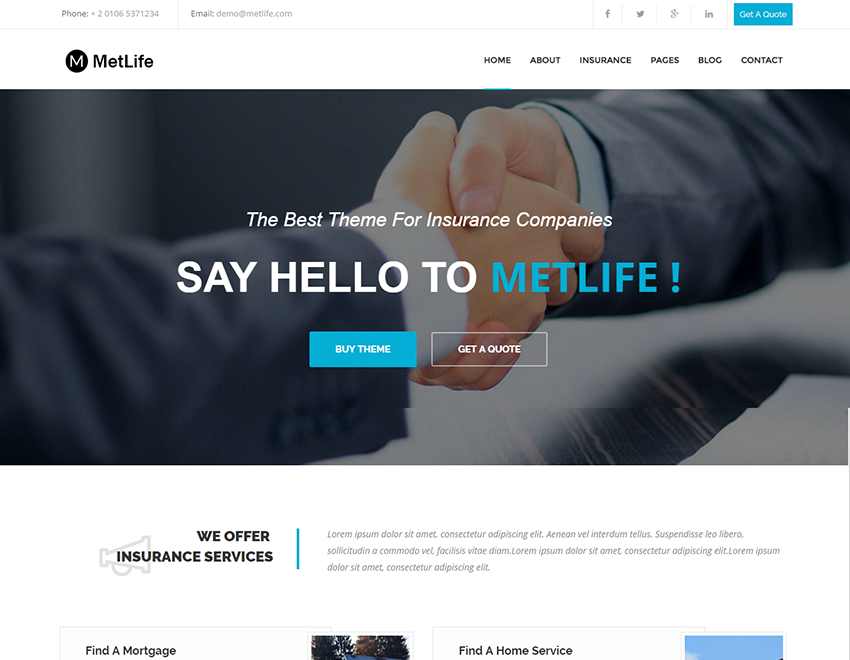 Phone: + 2 0106 5371234
Email: demo@metlife.com
Get A Quote
M MetLife
HOME ABOUT INSURANCE PAGES BLOG CONTACT
The Best Theme For Insurance Companies
SAY HELLO TO METLIFE !
BUY THEME
GET A QUOTE
WE OFFER
INSURANCE SERVICES
Lorem ipsum dolor sit amet, consectetur adipiscing elit. Aenean vel interdum tellus. Suspendisse leo libero,
sollicitudin a commodo vel, facilisis vitae diam.Lorem ipsum dolor sit amet, consectetur adipiscing elit.Lorem ipsum
dolor sit amet, consectetur adipiscing elit.
Find A Mortgage
Find A Home Service